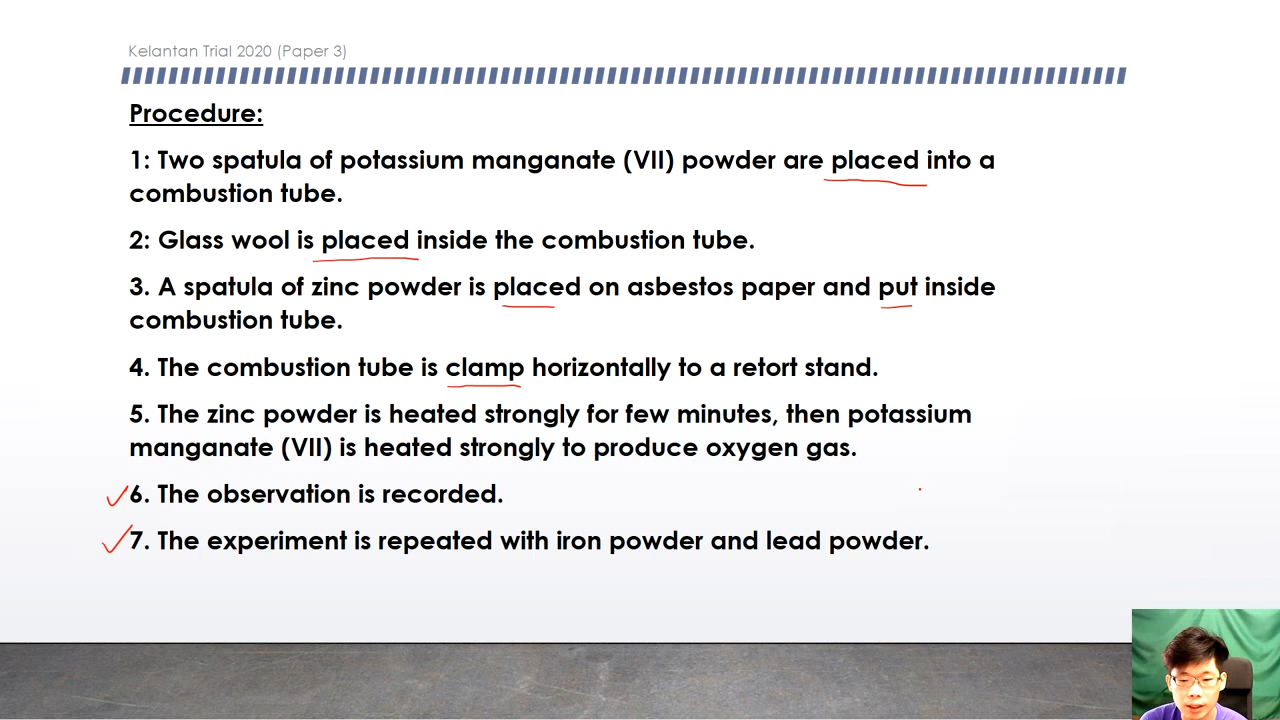 Kelantan Trial 2020 (Paper 3)
Procedure:
1: Two spatula of potassium manganate (VII) powder are placed into a
combustion tube.
2: Glass wool is placed inside the combustion tube.
3. A spatula of zinc powder is placed on asbestos paper and put inside
combustion tube.
4. The combustion tube is clamp horizontally to a retort stand.
5. The zinc powder is heated strongly for few minutes, then potassium
manganate (VII) is heated strongly to produce oxygen gas.
6. The observation is recorded.
7. The experiment is repeated with iron powder and lead powder.